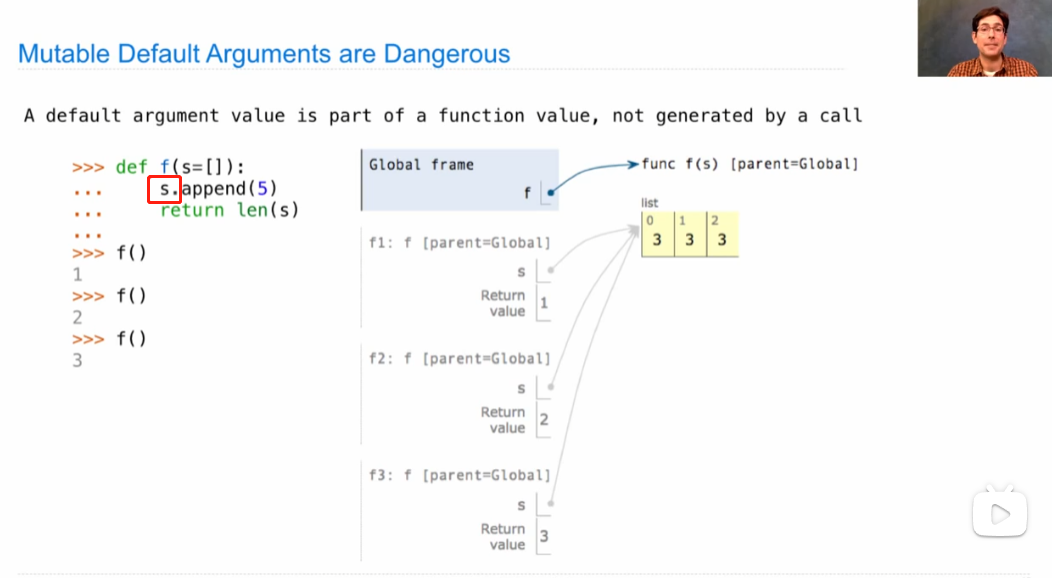 Mutable Default Arguments are Dangerous
A default argument value is part of a function value, not generated by a call
>>> def f(s=[]):
... s.append(5)
... return len(s)
...
>>> f()
1
>>> f()
2
>>> f()
3
Global frame
f
func f(s) [parent=Global]
list
0 1 2
3 3 3
f1: f [parent=Global]
s
Return
value 1
f2: f [parent=Global]
s
Return
value 2
f3: f [parent=Global]
s
Return
value 3